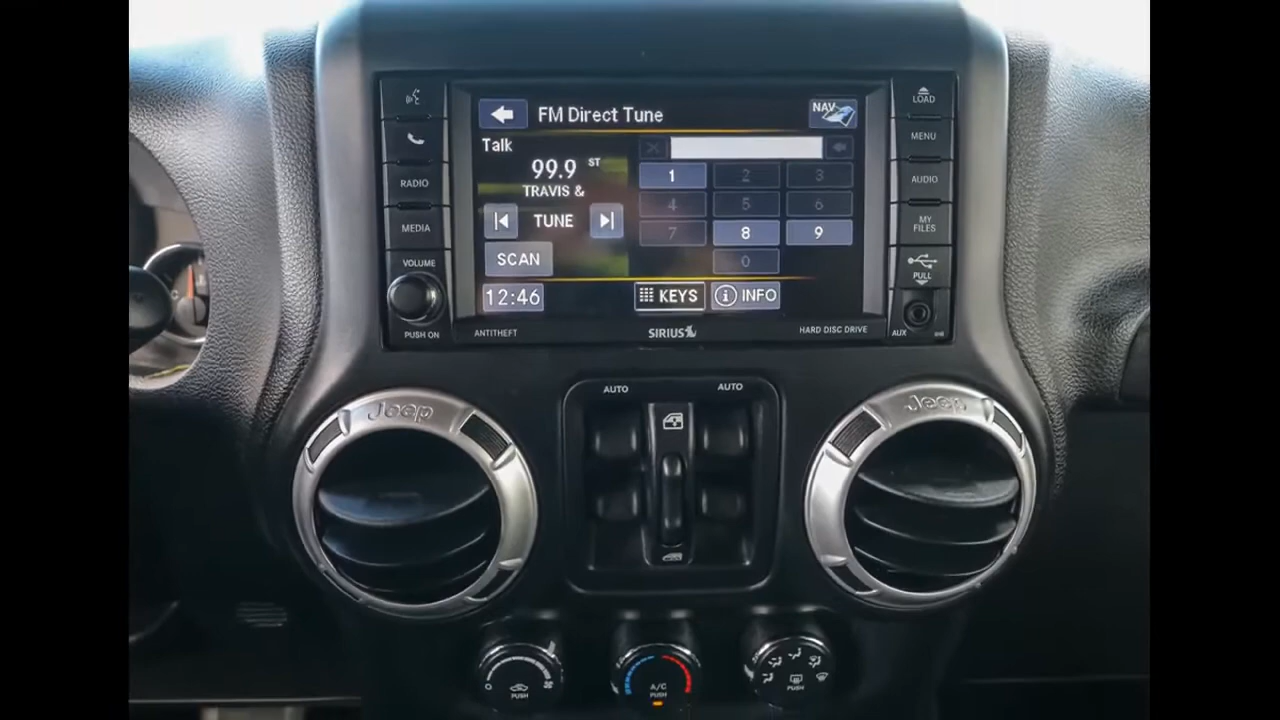 FM Direct Tune
NAV
LOAD
MENU
RADIO
AUDIO
MEDIA
MY
FILES
VOLUME
PULL
PUSH ON
AUX
Talk
99.9 ST
TRAVIS &
TUNE
SCAN
12:46
1 2 3
4 5 6
7 8 9
0
KEYS
INFO
ANTITHEFT
SIRIUS
HARD DISC DRIVE
AUTO
AUTO
Jeep
Jeep
PUSH
A/C
PUSH
PUSH